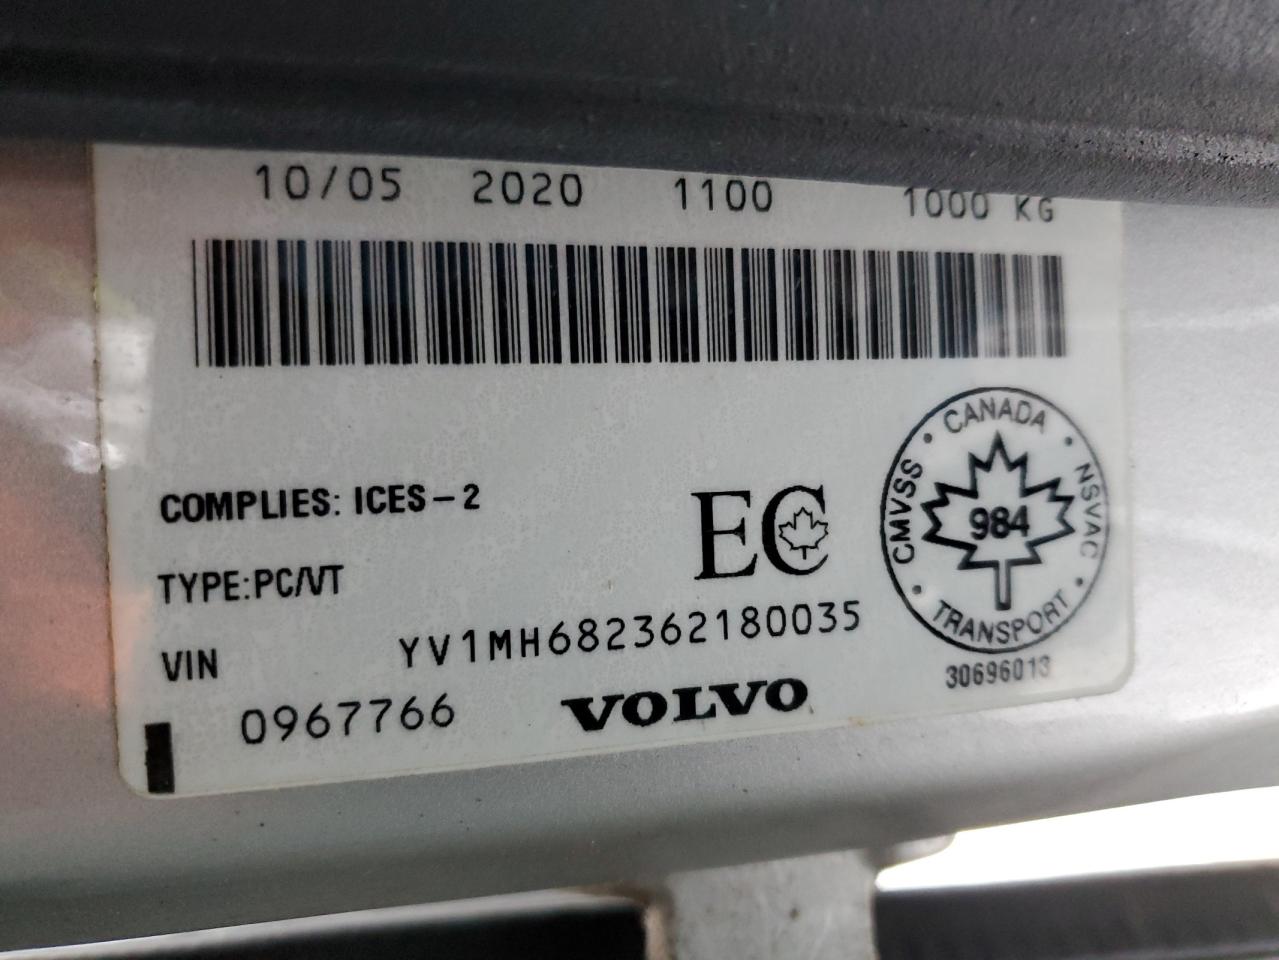 10/05 2020 1100 1000 KG
COMPLIES: ICES-2
TYPE:PC/VT
EC
VIN YV1MH682362180035
0967766 VOLVO
CANADA
CMVSS
NSVAC
984
TRANSPORT
30696013